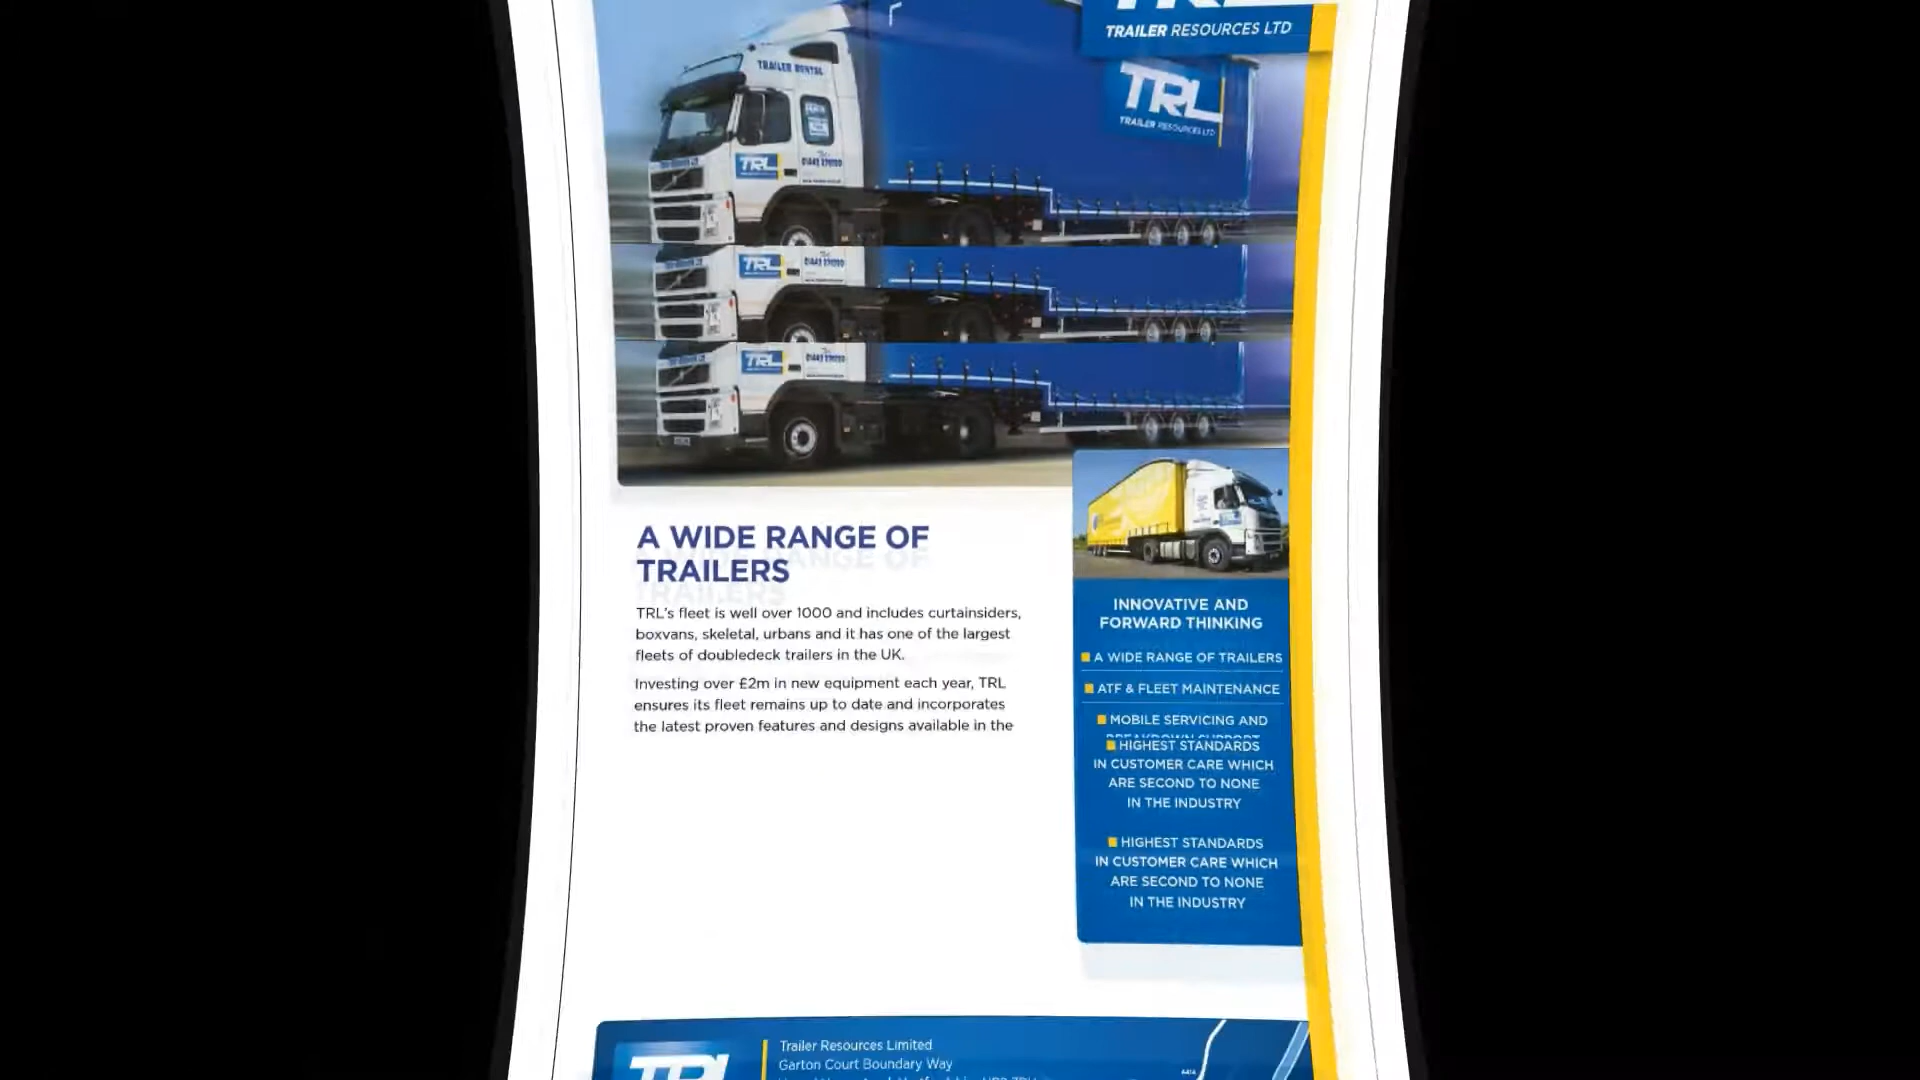 TRAILER RESOURCES LTD
TRAILER RENTAL
TRL
TRAILER RESOURCES LTD
TRL
TRL
TRL
A WIDE RANGE OF
TRAILERS
TRL's fleet is well over 1000 and includes curtainsiders,
boxvans, skeletal, urbans and it has one of the largest
fleets of doubledeck trailers in the UK.
Investing over £2m in new equipment each year, TRL
ensures its fleet remains up to date and incorporates
the latest proven features and designs available in the
INNOVATIVE AND
FORWARD THINKING
A WIDE RANGE OF TRAILERS
ATF & FLEET MAINTENANCE
MOBILE SERVICING AND
HIGHEST STANDARDS
IN CUSTOMER CARE WHICH
ARE SECOND TO NONE
IN THE INDUSTRY
HIGHEST STANDARDS
IN CUSTOMER CARE WHICH
ARE SECOND TO NONE
IN THE INDUSTRY
TRL
Trailer Resources Limited
Garton Court Boundary Way